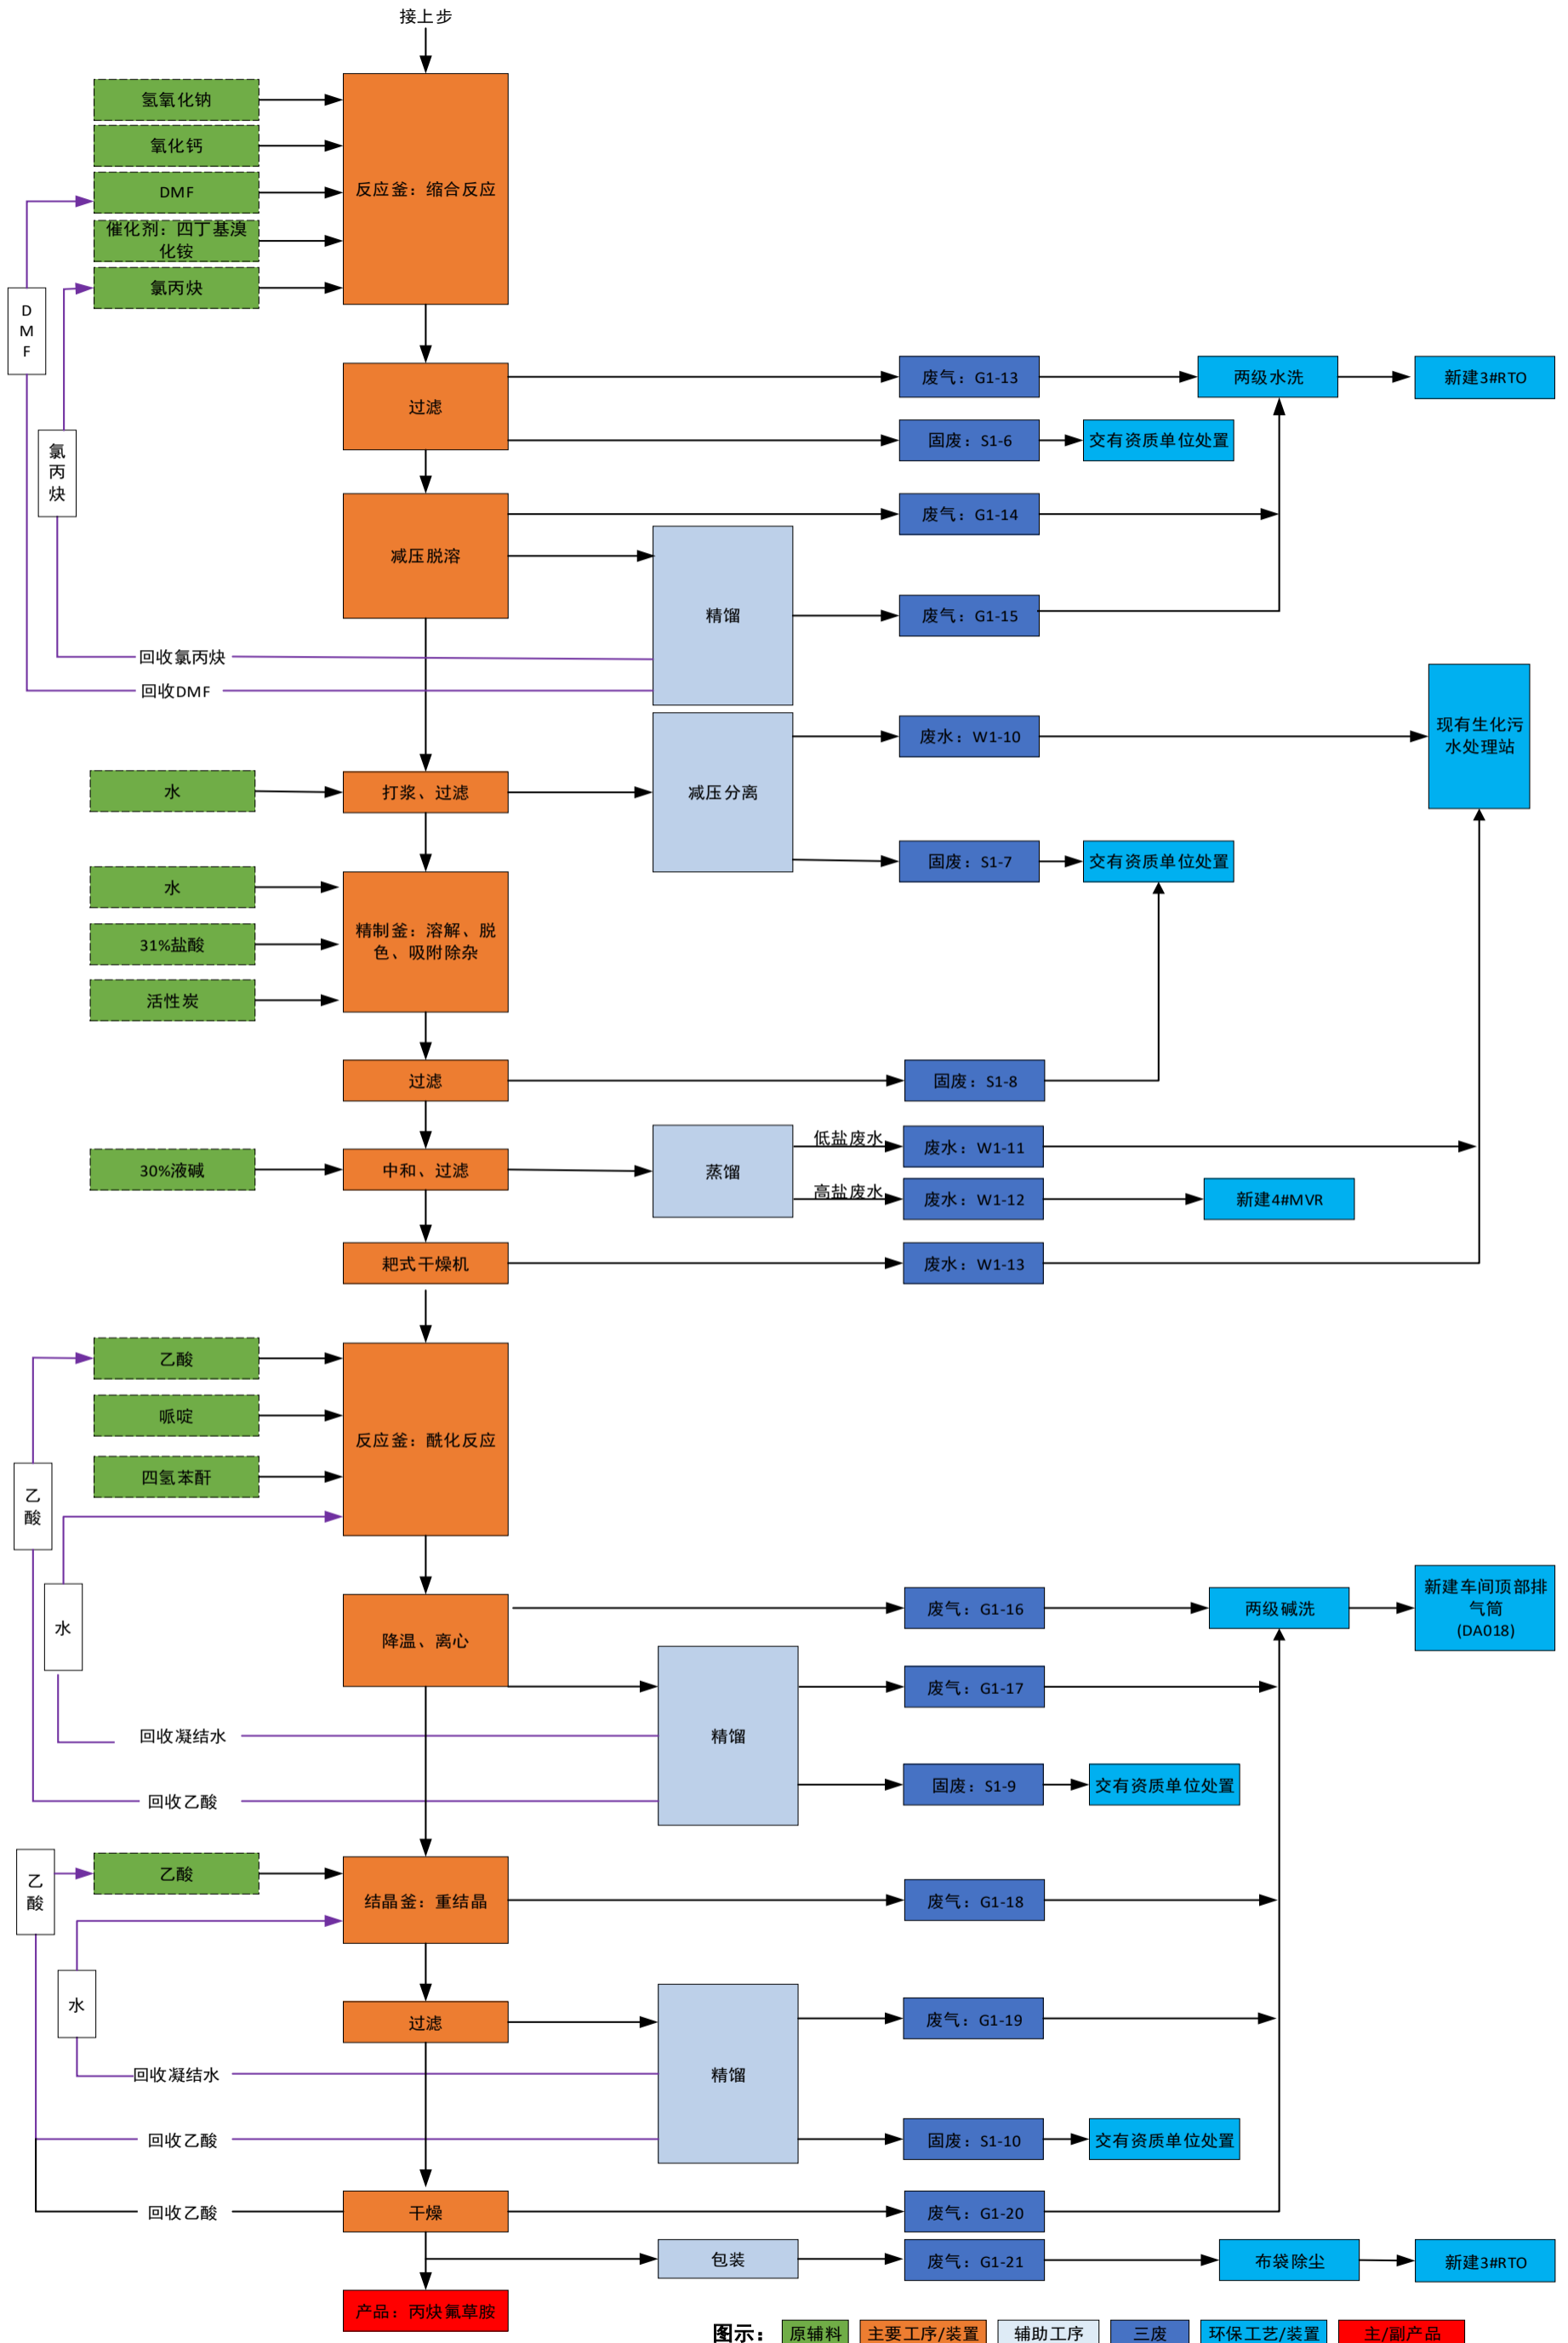 接上步
氢氧化钠
氧化钙
DMF
催化剂：四丁基溴
化铵
氯丙炔
反应釜：缩合反应
D
M
F
氯
丙
炔
过滤
废气：G1-13
两级水洗
新建3#RTO
固废：S1-6
交有资质单位处置
减压脱溶
废气：G1-14
精馏
废气：G1-15
回收氯丙炔
回收DMF
水
打浆、过滤
减压分离
废水：W1-10
现有生化污
水处理站
固废：S1-7
交有资质单位处置
水
31%盐酸
活性炭
精制釜：溶解、脱
色、吸附除杂
过滤
固废：S1-8
30%液碱
中和、过滤
蒸馏
低盐废水
废水：W1-11
高盐废水
废水：W1-12
新建4#MVR
耙式干燥机
废水：W1-13
乙酸
哌啶
四氢苯酐
反应釜：酰化反应
乙
酸
水
降温、离心
废气：G1-16
两级碱洗
新建车间顶部排
气筒
(DA018)
精馏
废气：G1-17
回收凝结水
固废：S1-9
交有资质单位处置
回收乙酸
乙
酸
乙酸
结晶釜：重结晶
废气：G1-18
水
过滤
精馏
废气：G1-19
回收凝结水
回收乙酸
固废：S1-10
交有资质单位处置
回收乙酸
干燥
废气：G1-20
包装
废气：G1-21
布袋除尘
新建3#RTO
产品：丙炔氟草胺
图示：
原辅料
主要工序/装置
辅助工序
三废
环保工艺/装置
主/副产品